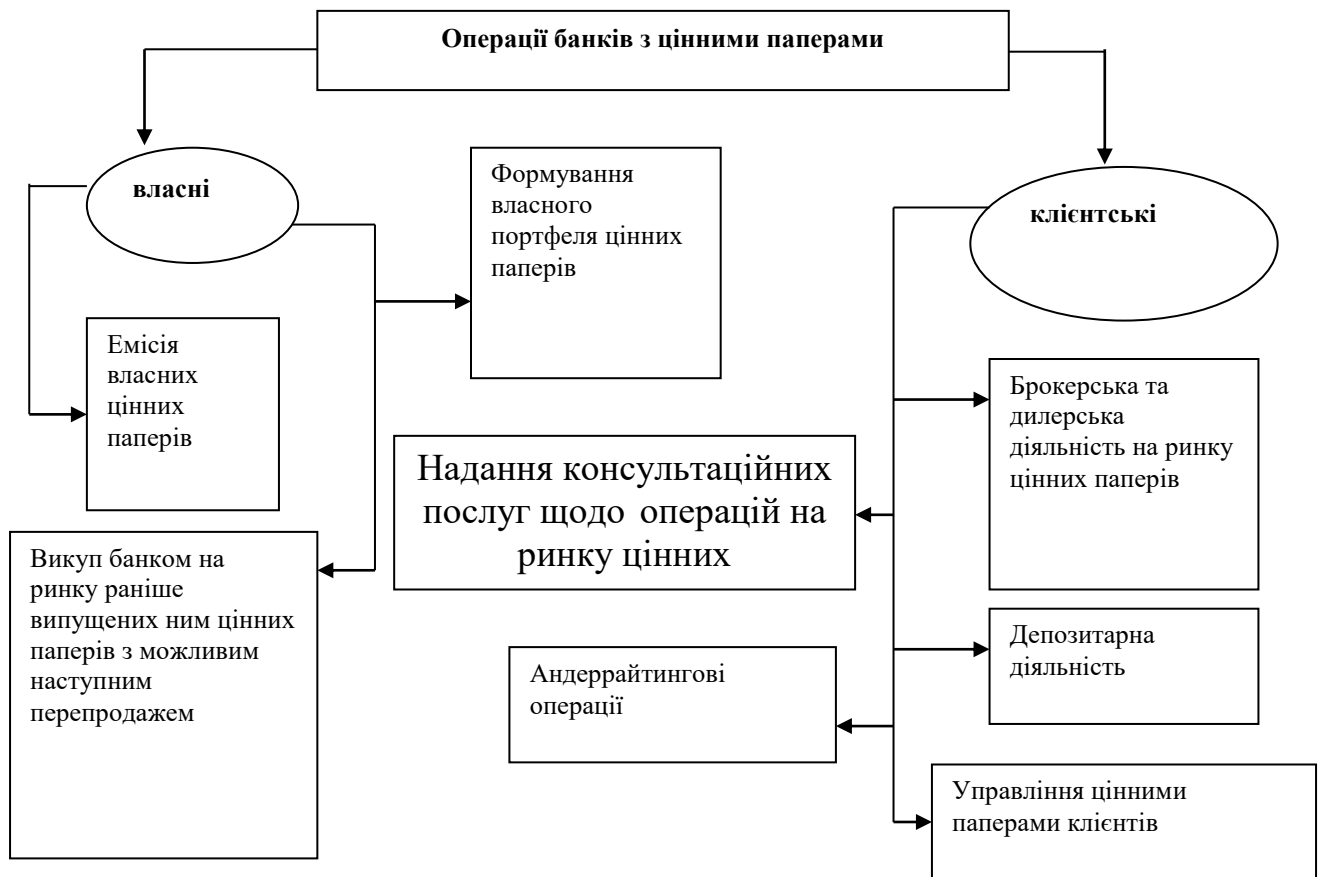 Операції банків з цінними паперами
власні
Формування
власного
портфеля цінних
паперів
клієнтські
Емісія
власних
цінних
паперів
Брокерська та
дилерська
діяльність на ринку
цінних паперів
Надання консультаційних
послуг щодо операцій на
ринку цінних
Викуп банком на
ринку раніше
випущених ним цінних
паперів з можливим
наступним
перепродажем
Депозитарна
діяльність
Андеррайтингові
операції
Управління цінними
паперами клієнтів